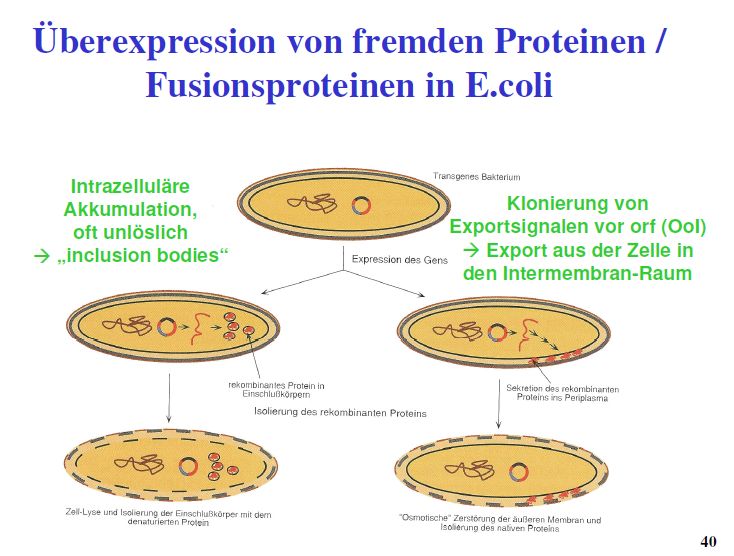 Überexpression von fremden Proteinen /
Fusionsproteinen in E.coli
Transgenes Bakterium
Intrazelluläre
Akkumulation,
oft unlöslich
→ „inclusion bodies“
Klonierung von
Exportsignalen vor orf (OoI)
→ Export aus der Zelle in
den Intermembran-Raum
Expression des Gens
rekombinantes Protein in
Einschlußkörpern
Sekretion des rekombinanten
Proteins ins Periplasma
Isolierung des rekombinanten Proteins
Zell-Lyse und Isolierung der Einschlußkörper mit dem
denaturierten Protein
"Osmotische" Zerstörung der äußeren Membran und
Isolierung des nativen Proteins
40